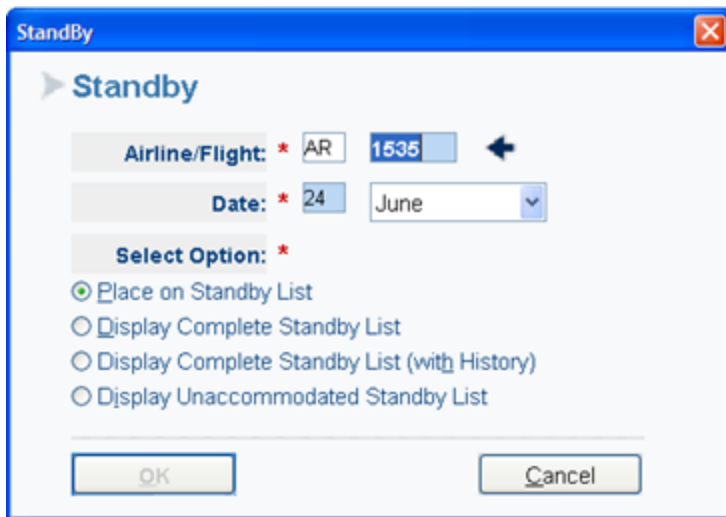 StandBy
Standby
Airline/Flight: * AR 1535
Date: * 24 June
Select Option: *
Place on Standby List
Display Complete Standby List
Display Complete Standby List (with History)
Display Unaccommodated Standby List
OK Cancel